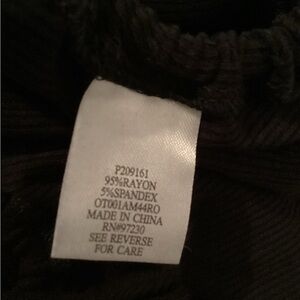 P209161
95%RAYON
5%SPANDEX
OT001AM44RO
MADE IN CHINA
RN#97230
SEE REVERSE
FOR CARE